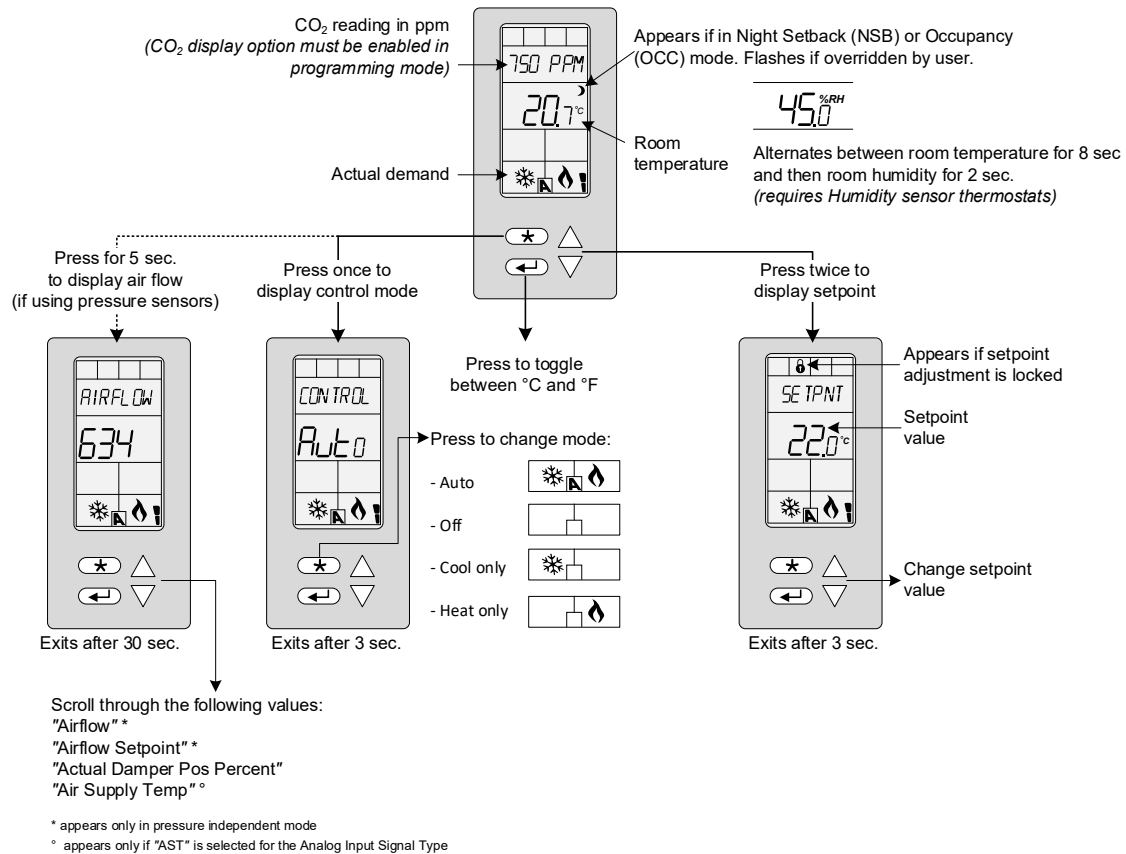 CO₂ reading in ppm
(CO₂ display option must be enabled in
programming mode)
750 PPM
20.7°C
Appears if in Night Setback (NSB) or Occupancy
(OCC) mode. Flashes if overridden by user.
45.0 %RH
Room
temperature
Alternates between room temperature for 8 sec
and then room humidity for 2 sec.
(requires Humidity sensor thermostats)
Actual demand
A
Press for 5 sec.
to display air flow
(if using pressure sensors)
Press once to
display control mode
Press twice to
display setpoint
Press to toggle
between °C and °F
AIRFLOW
634
A
Exits after 30 sec.
CONTROL
Auto
A
Exits after 3 sec.
Press to change mode:
- Auto
A
- Off
- Cool only
- Heat only
SETPNT
22.0°C
A
Exits after 3 sec.
Appears if setpoint
adjustment is locked
Setpoint
value
Change setpoint
value
Scroll through the following values:
"Airflow" *
"Airflow Setpoint" *
"Actual Damper Pos Percent"
"Air Supply Temp" °
* appears only in pressure independent mode
° appears only if "AST" is selected for the Analog Input Signal Type